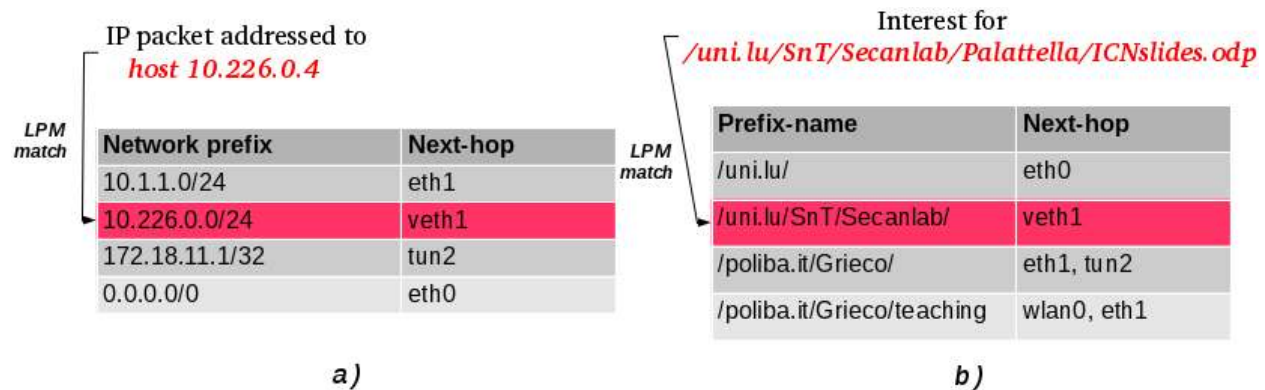 IP packet addressed to
host 10.226.0.4
LPM
match
Network prefix Next-hop
10.1.1.0/24 eth1
10.226.0.0/24 veth1
172.18.11.1/32 tun2
0.0.0.0/0 eth0
a)
Interest for
/uni.lu/SnT/Secanlab/Palattella/ICNslides.odp
LPM
match
Prefix-name Next-hop
/uni.lu/ eth0
/uni.lu/SnT/Secanlab/ veth1
/poliba.it/Grieco/ eth1, tun2
/poliba.it/Grieco/teaching wlan0, eth1
b)